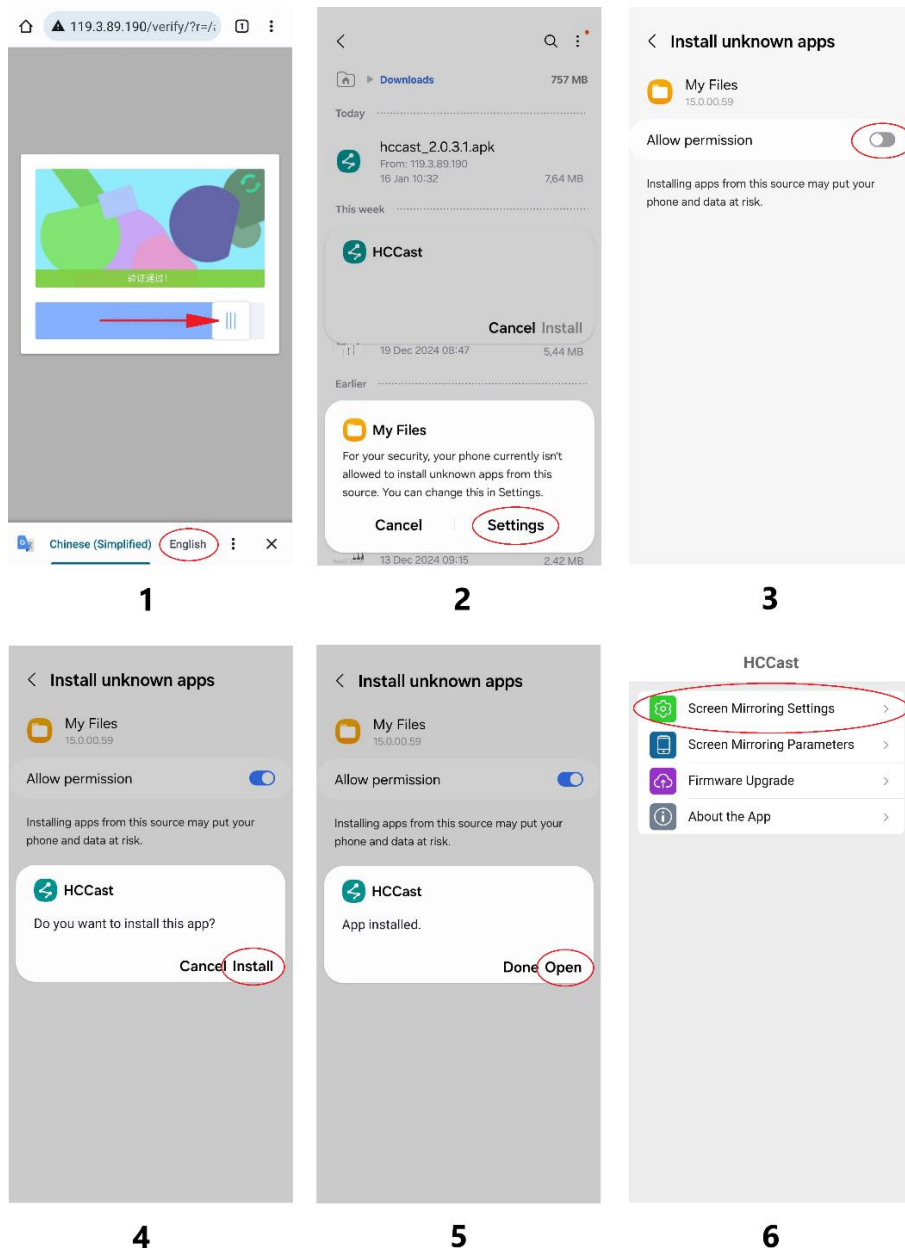 119.3.89.190/verify/?r=/a
1
验证通过!
Chinese (Simplified) English
1
Downloads 757 MB
Today
hccast_2.0.3.1.apk
From: 119.3.89.190
16 Jan 10:32 7,64 MB
This week
HCCast
Cancel Install
19 Dec 2024 08:47 5,44 MB
Earlier
My Files
For your security, your phone currently isn't
allowed to install unknown apps from this
source. You can change this in Settings.
Cancel Settings
13 Dec 2024 09:15 2,42 MB
2
Install unknown apps
My Files
15.0.00.59
Allow permission
Installing apps from this source may put your
phone and data at risk.
3
Install unknown apps
My Files
15.0.00.59
Allow permission
Installing apps from this source may put your
phone and data at risk.
HCCast
Do you want to install this app?
Cancel Install
4
Install unknown apps
My Files
15.0.00.59
Allow permission
Installing apps from this source may put your
phone and data at risk.
HCCast
App installed.
Done Open
5
HCCast
Screen Mirroring Settings
Screen Mirroring Parameters
Firmware Upgrade
About the App
6